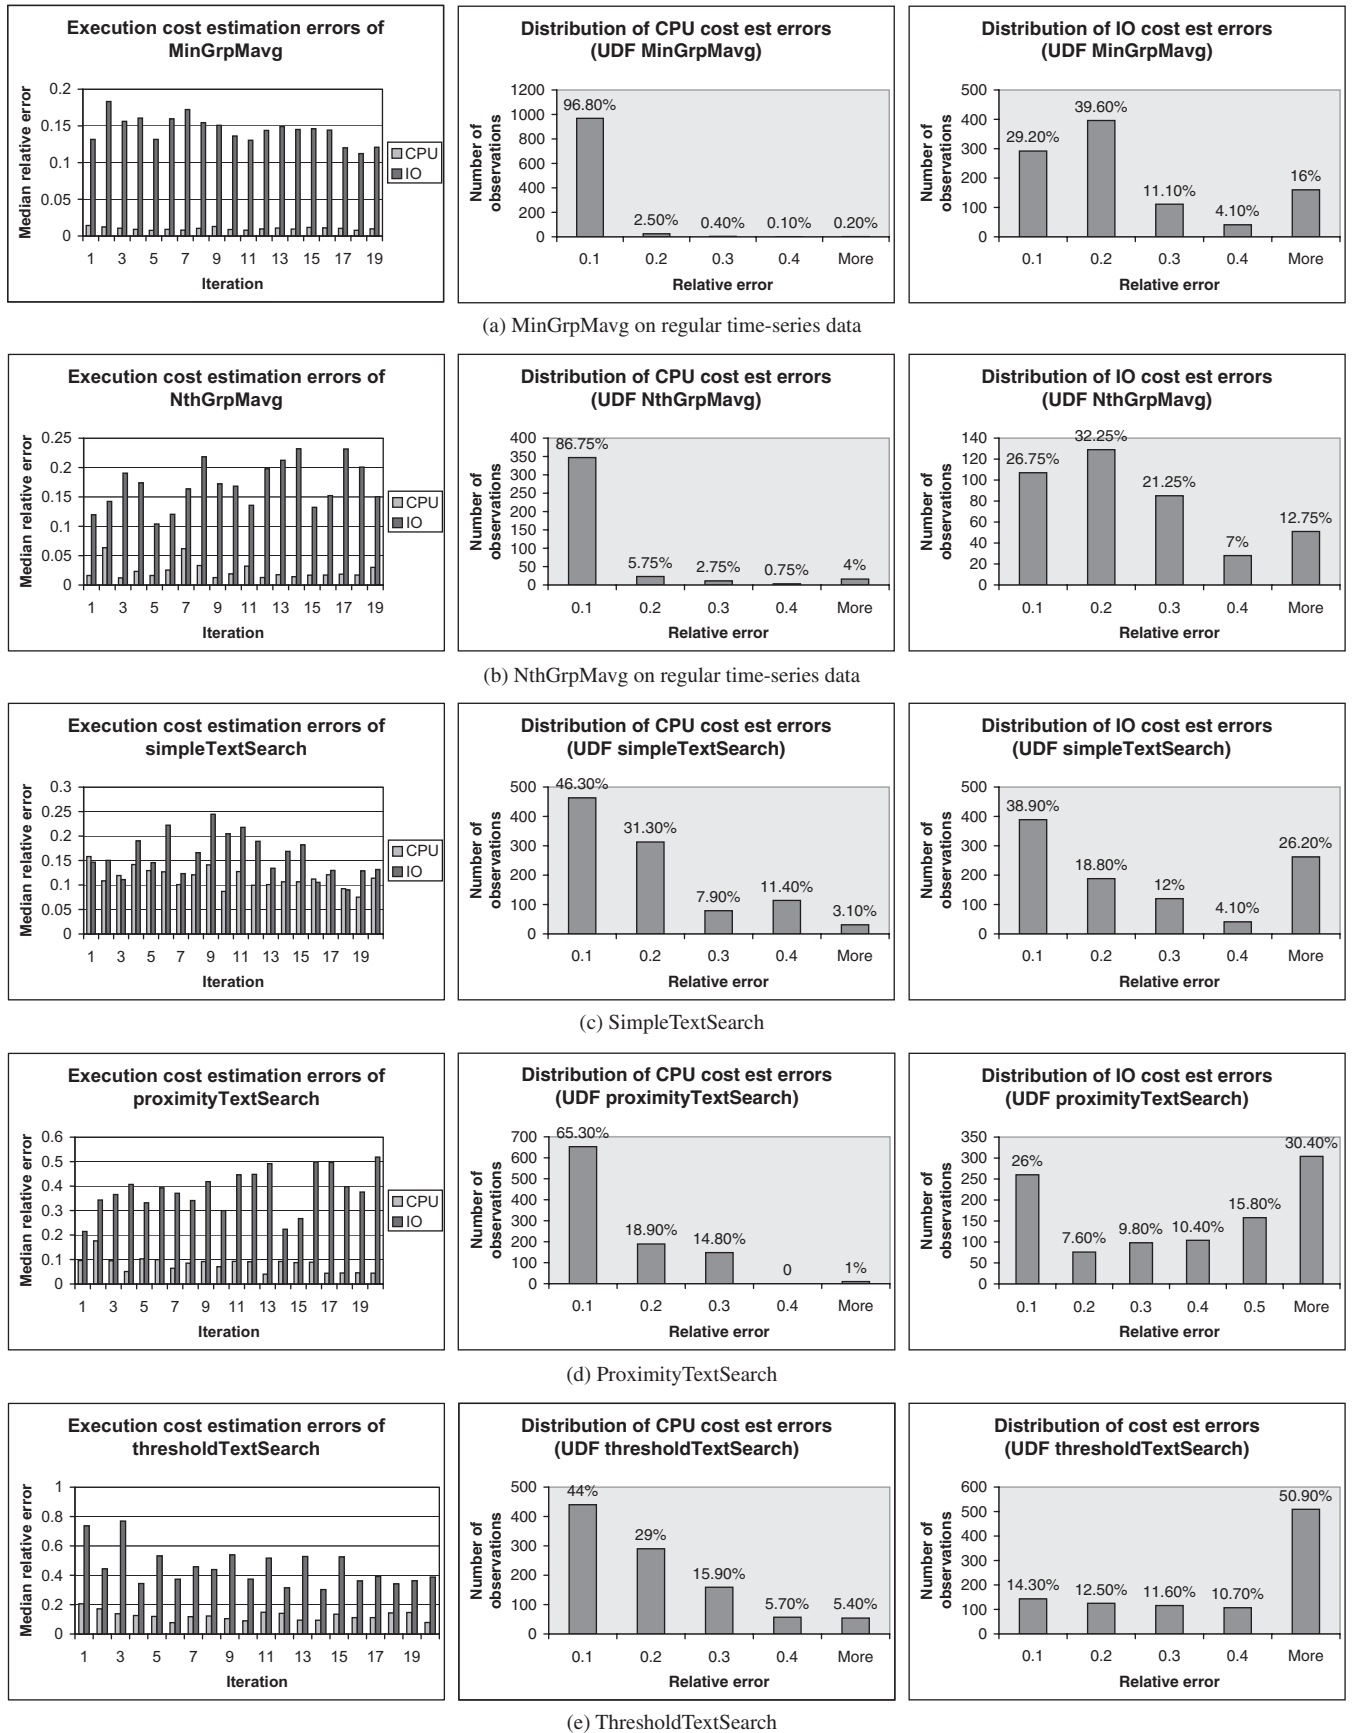 Execution cost estimation errors of
MinGrpMavg
Median relative error
0.2
0.15
0.1
0.05
0
CPU
IO
1 3 5 7 9 11 13 15 17 19
Iteration
Distribution of CPU cost est errors
(UDF MinGrpMavg)
Number of
observations
1200
1000
800
600
400
200
0
96.80%
2.50% 0.40% 0.10% 0.20%
0.1 0.2 0.3 0.4 More
Relative error
Distribution of IO cost est errors
(UDF MinGrpMavg)
Number of
observations
500
400
300
200
100
0
29.20% 39.60% 11.10% 4.10% 16%
0.1 0.2 0.3 0.4 More
Relative error
(a) MinGrpMavg on regular time-series data
Execution cost estimation errors of
NthGrpMavg
Median relative error
0.25
0.2
0.15
0.1
0.05
0
CPU
IO
1 3 5 7 9 11 13 15 17 19
Iteration
Distribution of CPU cost est errors
(UDF NthGrpMavg)
Number of
observations
400
350
300
250
200
150
100
50
0
86.75%
5.75% 2.75% 0.75% 4%
0.1 0.2 0.3 0.4 More
Relative error
Distribution of IO cost est errors
(UDF NthGrpMavg)
Number of
observations
140
120
100
80
60
40
20
0
26.75% 32.25% 21.25% 7% 12.75%
0.1 0.2 0.3 0.4 More
Relative error
(b) NthGrpMavg on regular time-series data
Execution cost estimation errors of
simpleTextSearch
Median relative error
0.3
0.25
0.2
0.15
0.1
0.05
0
CPU
IO
1 3 5 7 9 11 13 15 17 19
Iteration
Distribution of CPU cost est errors
(UDF simpleTextSearch)
Number of
observations
500
400
300
200
100
0
46.30% 31.30% 7.90% 11.40% 3.10%
0.1 0.2 0.3 0.4 More
Relative error
Distribution of IO cost est errors
(UDF simpleTextSearch)
Number of
observations
500
400
300
200
100
0
38.90% 18.80% 12% 4.10% 26.20%
0.1 0.2 0.3 0.4 More
Relative error
(c) SimpleTextSearch
Execution cost estimation errors of
proximityTextSearch
Median relative error
0.6
0.5
0.4
0.3
0.2
0.1
0
CPU
IO
1 3 5 7 9 11 13 15 17 19
Iteration
Distribution of CPU cost est errors
(UDF proximityTextSearch)
Number of
observations
700
600
500
400
300
200
100
0
65.30% 18.90% 14.80% 0 1%
0.1 0.2 0.3 0.4 More
Relative error
Distribution of IO cost est errors
(UDF proximityTextSearch)
Number of
observations
350
300
250
200
150
100
50
0
26% 7.60% 9.80% 10.40% 15.80% 30.40%
0.1 0.2 0.3 0.4 0.5 More
Relative error
(d) ProximityTextSearch
Execution cost estimation errors of
thresholdTextSearch
Median relative error
1
0.8
0.6
0.4
0.2
0
1 3 5 7 9 11 13 15 17 19
Iteration
Distribution of CPU cost est errors
(UDF thresholdTextSearch)
Number of
observations
500
400
300
200
100
0
44% 29% 15.90% 5.70% 5.40%
0.1 0.2 0.3 0.4 More
Relative error
Distribution of cost est errors
(UDF thresholdTextSearch)
Number of
observations
600
500
400
300
200
100
0
14.30% 12.50% 11.60% 10.70% 50.90%
0.1 0.2 0.3 0.4 More
Relative error
(e) ThresholdTextSearch